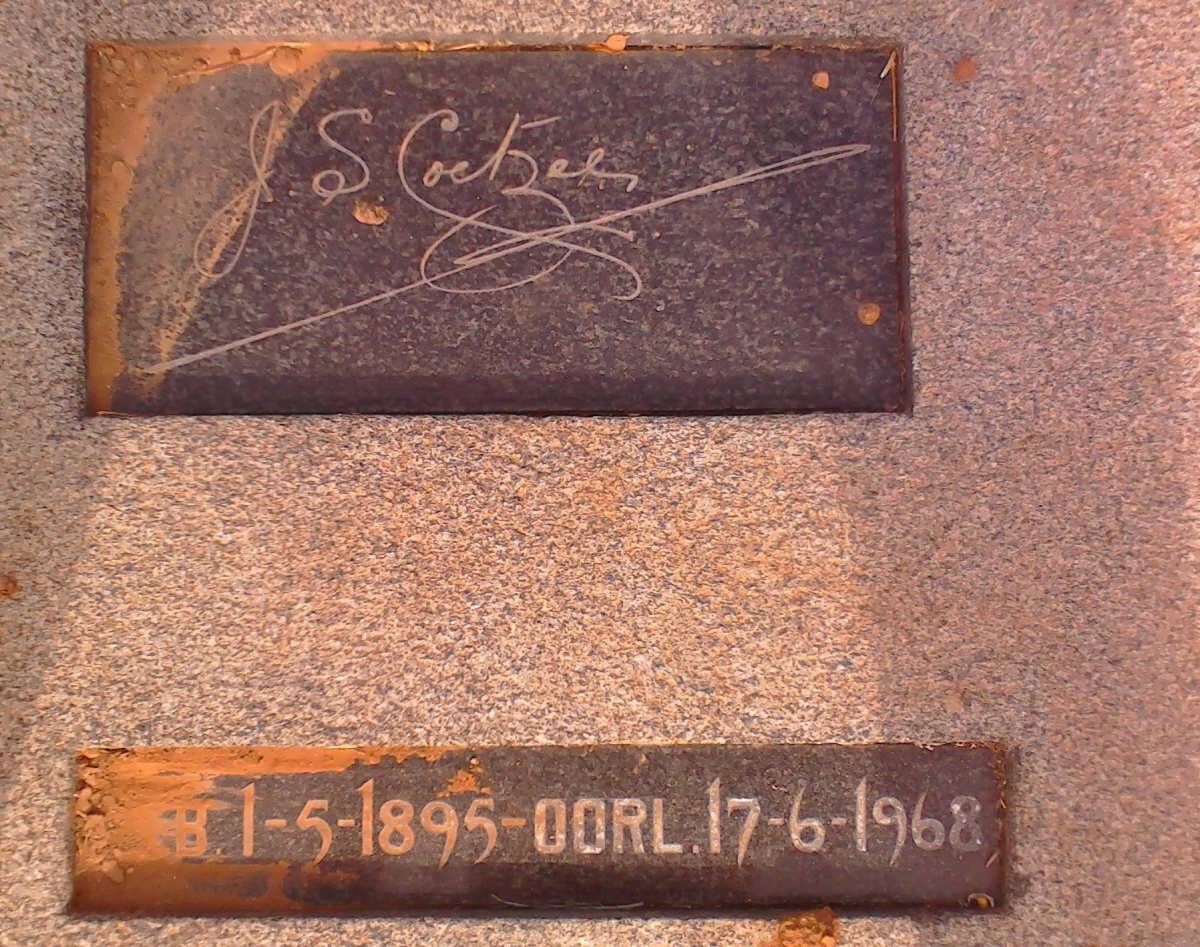 J S Coetzee
GEB. 1-5-1895-OORL. 17-6-1968